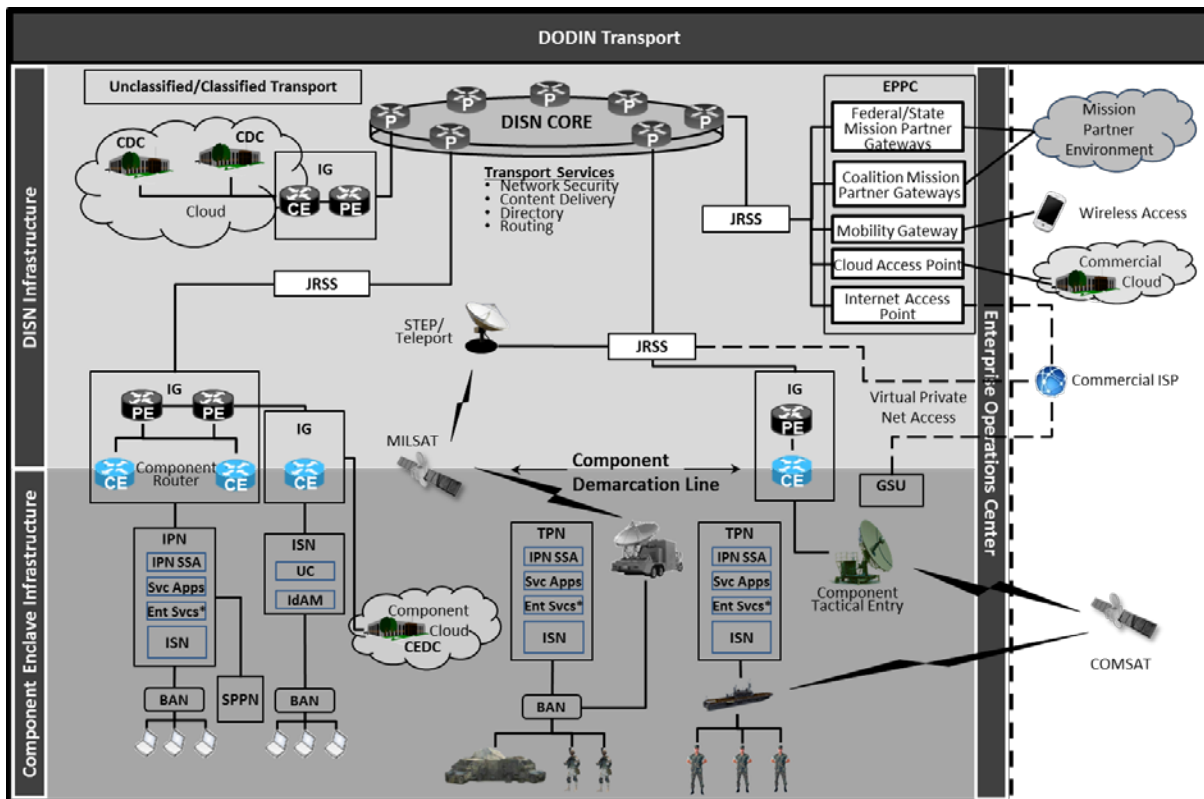 DODIN Transport
DISN Infrastructure
Component Enclave Infrastructure
Enterprise Operations Center
Unclassified/Classified Transport
CDC
CDC
Cloud
IG
CE
PE
P
P
P
P
P
P
P
DISN CORE
Transport Services
• Network Security
• Content Delivery
• Directory
• Routing
JRSS
EPPC
Federal/State
Mission Partner
Gateways
Coalition Mission
Partner Gateways
Mobility Gateway
Cloud Access Point
Internet Access
Point
Mission
Partner
Environment
Wireless Access
Commercial
Cloud
Commercial ISP
JRSS
STEP/
Teleport
JRSS
Virtual Private
Net Access
IG
PE
PE
Component
Router
CE
CE
IG
CE
MILSAT
Component
Demarcation Line
IG
PE
CE
GSU
IPN
IPN SSA
Svc Apps
Ent Svcs*
ISN
ISN
UC
IdAM
Component
Cloud
CEDC
TPN
IPN SSA
Svc Apps
Ent Svcs*
ISN
TPN
IPN SSA
Svc Apps
Ent Svcs*
ISN
Component
Tactical Entry
COMSAT
BAN
SPPN
BAN
BAN